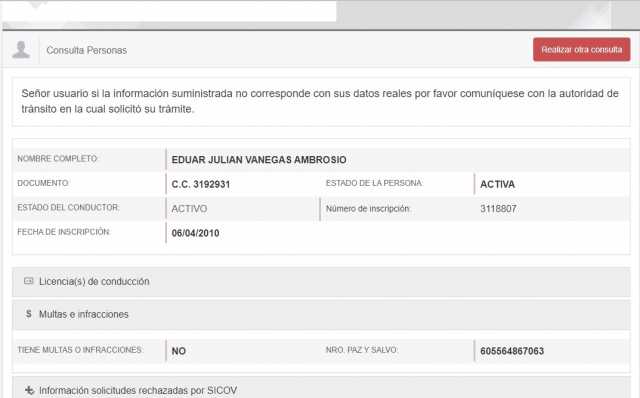 Consulta Personas
Realizar otra consulta
Señor usuario si la información suministrada no corresponde con sus datos reales por favor comuníquese con la autoridad de
tránsito en la cual solicitó su trámite.
NOMBRE COMPLETO: EDUAR JULIAN VANEGAS AMBROSIO
DOCUMENTO: C.C. 3192931 ESTADO DE LA PERSONA: ACTIVA
ESTADO DEL CONDUCTOR: ACTIVO Número de inscripción: 3118807
FECHA DE INSCRIPCIÓN: 06/04/2010
Licencia(s) de conducción
$ Multas e infracciones
TIENE MULTAS O INFRACCIONES: NO NRO. PAZ Y SALVO: 605564867063
Información solicitudes rechazadas por SICOV